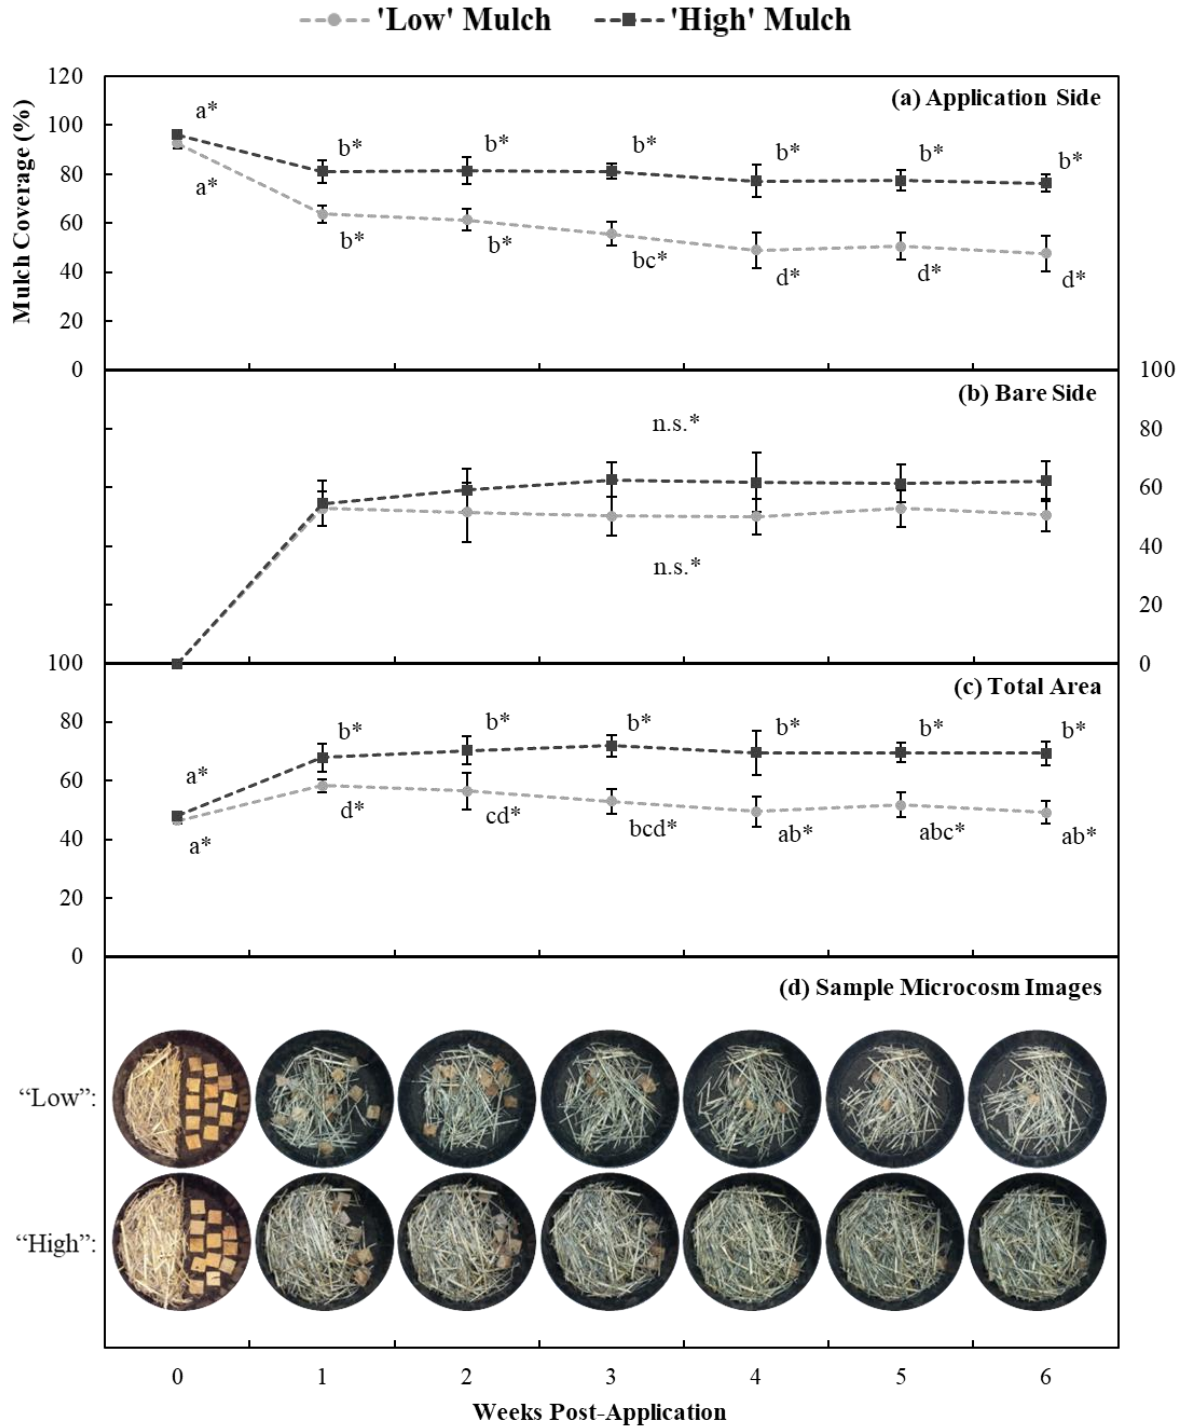 'Low' Mulch 'High' Mulch
Mulch Coverage (%)
120
100
80
60
40
20
0
(a) Application Side
a* b* b* b* b* b* b*
a* b* b* bc* d* d* d*
(b) Bare Side
100
80
60
40
20
0
n.s.*
n.s.*
100
80
60
40
20
0
(c) Total Area
a* b* b* b* b* b* b*
a* d* cd* bcd* ab* abc* ab*
(d) Sample Microcosm Images
“Low”:
“High”:
0 1 2 3 4 5 6
Weeks Post-Application